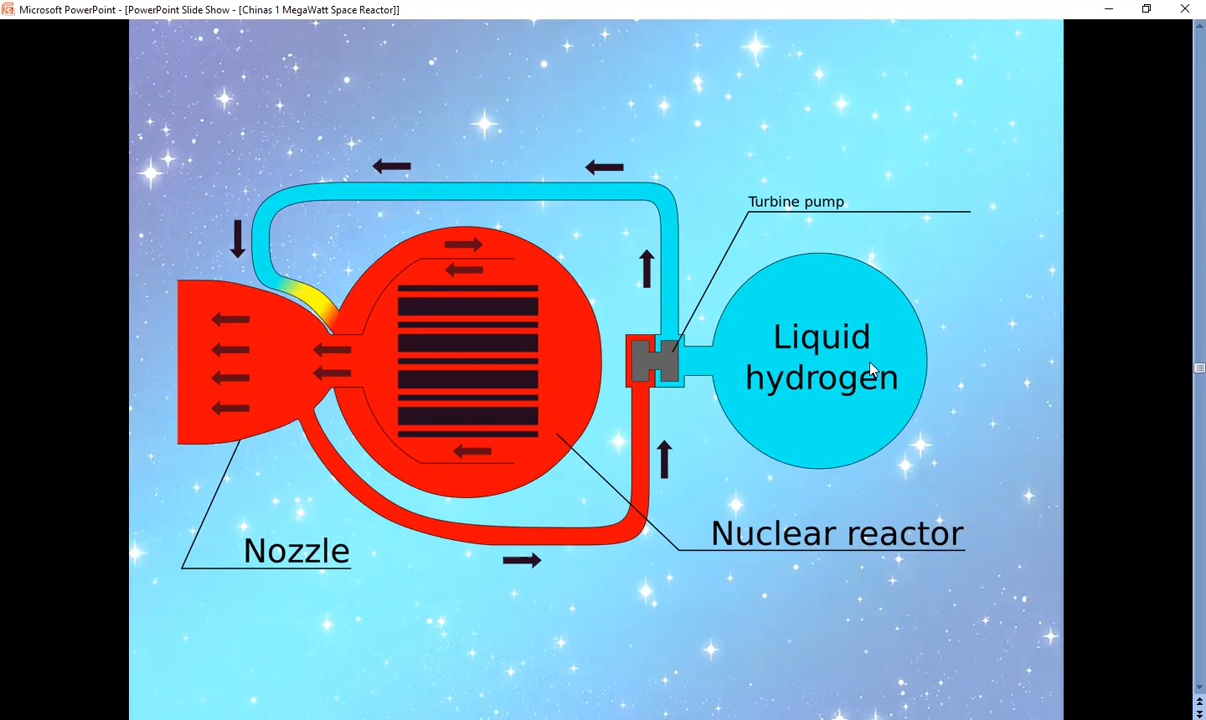 Microsoft PowerPoint - [PowerPoint Slide Show - [Chinas 1 MegaWatt Space Reactor]]
Turbine pump
Liquid
hydrogen
Nuclear reactor
Nozzle